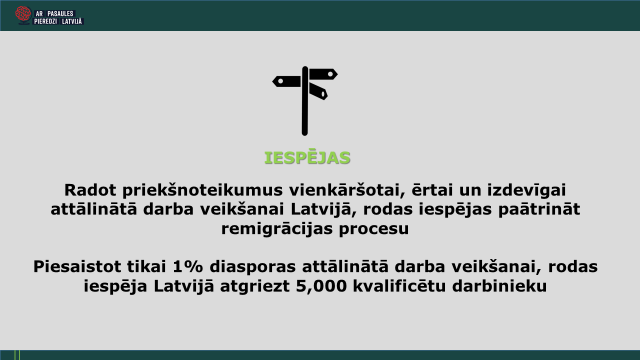 AR PASAULES
PIEREDZI LATVIJĀ
IESPĒJAS
Radot priekšnoteikumus vienkāršotai, ērtai un izdevīgai
attālinātā darba veikšanai Latvijā, rodas iespējas paātrināt
remigrācijas procesu
Piesaistot tikai 1% diasporas attālinātā darba veikšanai, rodas
iespēja Latvijā atgriezt 5,000 kvalificētu darbinieku